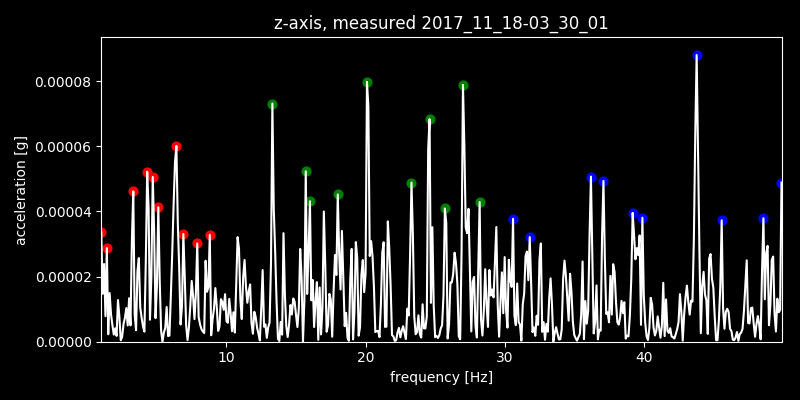 z-axis, measured 2017_11_18-03_30_01
0.00008
0.00006
0.00004
0.00002
0.00000
acceleration [g]
10 20 30 40
frequency [Hz]